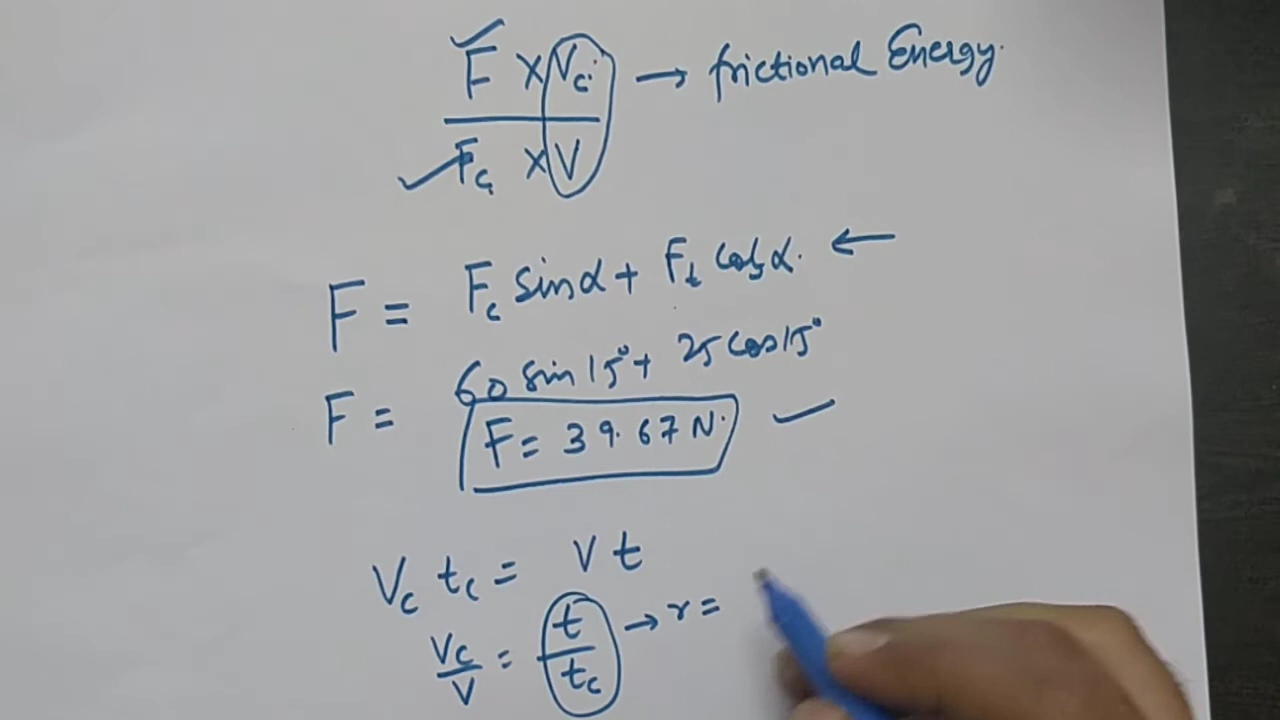 F × Vc → frictional Energy.
Fc × V
F = Fc sinα + Ft cosα.
F = 60 sin 15° + 25 cos 15°
F = 39.67 N.
Vc tc = V t
Vc/V = t/tc → r =